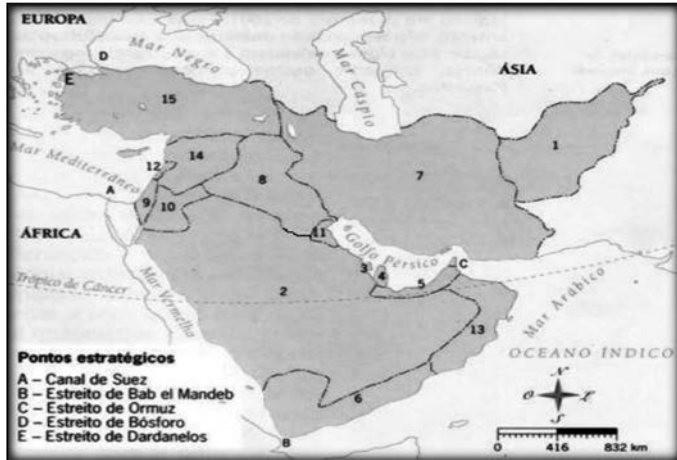 EUROPA
D
Mar Negro
E
15
Mar Cáspio
ÁSIA
1
Mar Mediterrâneo
12
14
A
8
7
9
10
11
ÁFRICA
Golfo Pérsico
3
4
C
5
Trópico de Câncer
Mar Vermelha
2
13
Mar Arábico
OCEANO ÍNDICO
6
B
Pontos estratégicos
A – Canal de Suez
B – Estreito de Bab el Mandeb
C – Estreito de Ormuz
D – Estreito de Bósforo
E – Estreito de Dardanelos
N
O
E
S
0 416 832 km